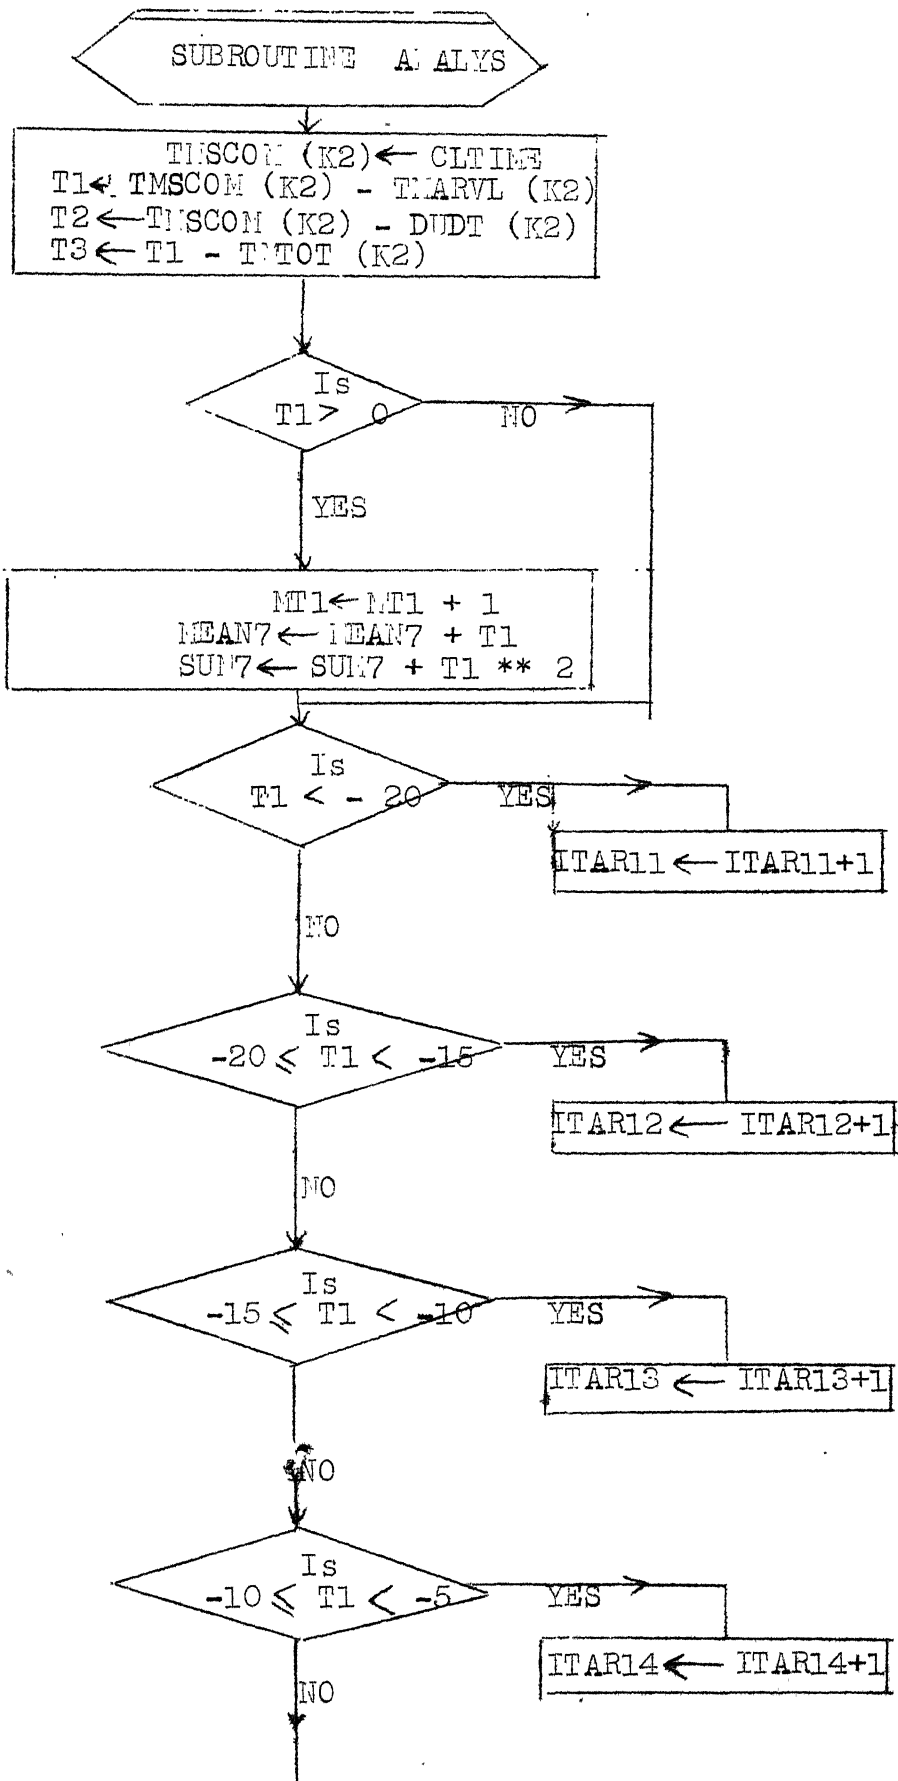 SUBROUTINE ANALYS
TMSCOM (K2) ← CLTIME
T1 ← TMSCOM (K2) - TMARVL (K2)
T2 ← TMSCOM (K2) - DUDT (K2)
T3 ← T1 - TMTOT (K2)
Is
T1 > 0
NO
YES
MT1 ← MT1 + 1
MEAN7 ← MEAN7 + T1
SUM7 ← SUM7 + T1 ** 2
Is
T1 < - 20
YES
ITAR11 ← ITAR11+1
NO
Is
-20 ≤ T1 < -15
YES
ITAR12 ← ITAR12+1
NO
Is
-15 ≤ T1 < -10
YES
ITAR13 ← ITAR13+1
NO
Is
-10 ≤ T1 < -5
YES
ITAR14 ← ITAR14+1
NO